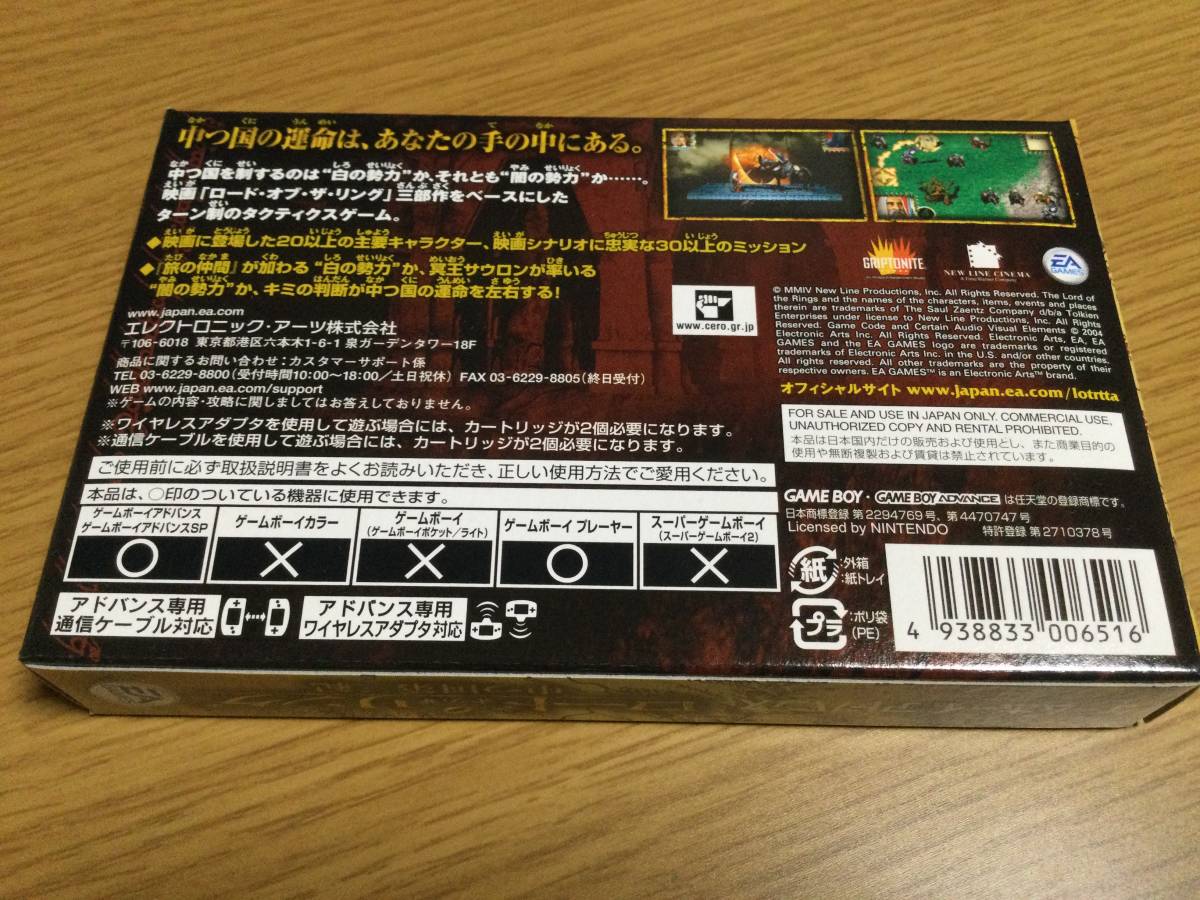 中つ国の運命は、あなたの手の中にある。
中つ国を制するのは“白の勢力”か、それとも“闇の勢力”か……。
映画「ロード・オブ・ザ・リング」三部作をベースにした
ターン制のタクティクスゲーム。
◆映画に登場した20以上の主要キャラクター、映画シナリオに忠実な30以上のミッション
◆『旅の仲間』が加わる“白の勢力”か、冥王サウロンが率いる
“闇の勢力”か、キミの判断が中つ国の運命を左右する!
www.japan.ea.com
エレクトロニック・アーツ株式会社
〒106-6018 東京都港区六本木1-6-1 泉ガーデンタワー18F
商品に関するお問い合わせ:カスタマーサポート係
TEL 03-6229-8800(受付時間10:00〜18:00/土日祝休) FAX 03-6229-8805(終日受付)
WEB www.japan.ea.com/support
※ゲームの内容・攻略に関しましてはお答えしておりません。
※ワイヤレスアダプタを使用して遊ぶ場合には、カートリッジが2個必要になります。
※通信ケーブルを使用して遊ぶ場合には、カートリッジが2個必要になります。
ご使用前に必ず取扱説明書をよくお読みいただき、正しい使用方法でご愛用ください。
本品は、○印のついている機器に使用できます。
ゲームボーイアドバンス
ゲームボーイアドバンスSP
○
ゲームボーイカラー
×
ゲームボーイ
(ゲームボーイポケット/ライト)
×
ゲームボーイ プレーヤー
○
スーパーゲームボーイ
(スーパーゲームボーイ2)
×
アドバンス専用
通信ケーブル対応
アドバンス専用
ワイヤレスアダプタ対応
www.cero.gr.jp
GRIPTONITE
NEW LINE CINEMA
A Time Warner Company
EA
GAMES
© MMIV New Line Productions, Inc. All Rights Reserved. The Lord of
the Rings and the names of the characters, items, events and places
therein are trademarks of The Saul Zaentz Company d/b/a Tolkien
Enterprises under license to New Line Productions, Inc. All Rights
Reserved. Game Code and Certain Audio Visual Elements © 2004
Electronic Arts Inc. All Rights Reserved. Electronic Arts, EA, EA
GAMES and the EA GAMES logo are trademarks or registered
trademarks of Electronic Arts Inc. in the U.S. and/or other countries.
All rights reserved. All other trademarks are the property of their
respective owners. EA GAMES™ is an Electronic Arts™ brand.
オフィシャルサイト www.japan.ea.com/lotrtta
FOR SALE AND USE IN JAPAN ONLY. COMMERCIAL USE,
UNAUTHORIZED COPY AND RENTAL PROHIBITED.
本品は日本国内だけの販売および使用とし、また商業目的の
使用や無断複製および賃貸は禁止されています。
GAME BOY・GAME BOY ADVANCE は任天堂の登録商標です。
日本商標登録 第2294769号、第4470747号
Licensed by NINTENDO 特許登録 第2710378号
紙
:外箱
:紙トレイ
プラ
:ポリ袋
(PE)
4 938833 006516